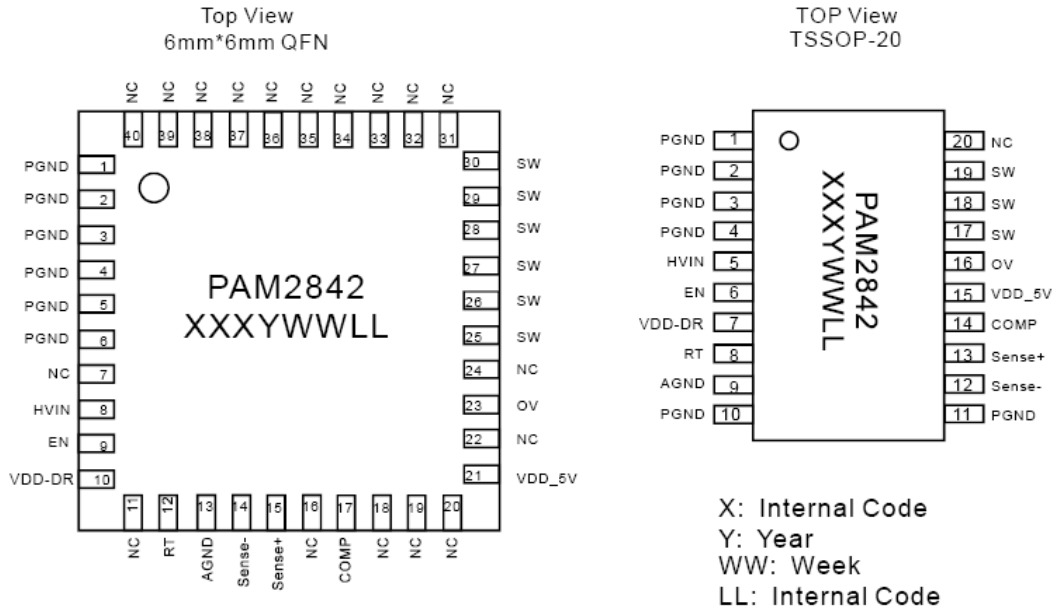 Top View
6mm*6mm QFN
NC NC NC NC NC NC NC NC NC NC
40 39 38 37 36 35 34 33 32 31
PGND 1
PGND 2
PGND 3
PGND 4
PGND 5
PGND 6
NC 7
HVIN 8
EN 9
VDD-DR 10
PAM2842
XXXYWWLL
30 SW
29 SW
28 SW
27 SW
26 SW
25 SW
24 NC
23 OV
22 NC
21 VDD_5V
11 12 13 14 15 16 17 18 19 20
NC RT AGND Sense- Sense+ NC COMP NC NC NC
TOP View
TSSOP-20
PGND 1
PGND 2
PGND 3
PGND 4
HVIN 5
EN 6
VDD-DR 7
RT 8
AGND 9
PGND 10
PAM2842
XXXYWWLL
20 NC
19 SW
18 SW
17 SW
16 OV
15 VDD_5V
14 COMP
13 Sense+
12 Sense-
11 PGND
X: Internal Code
Y: Year
WW: Week
LL: Internal Code